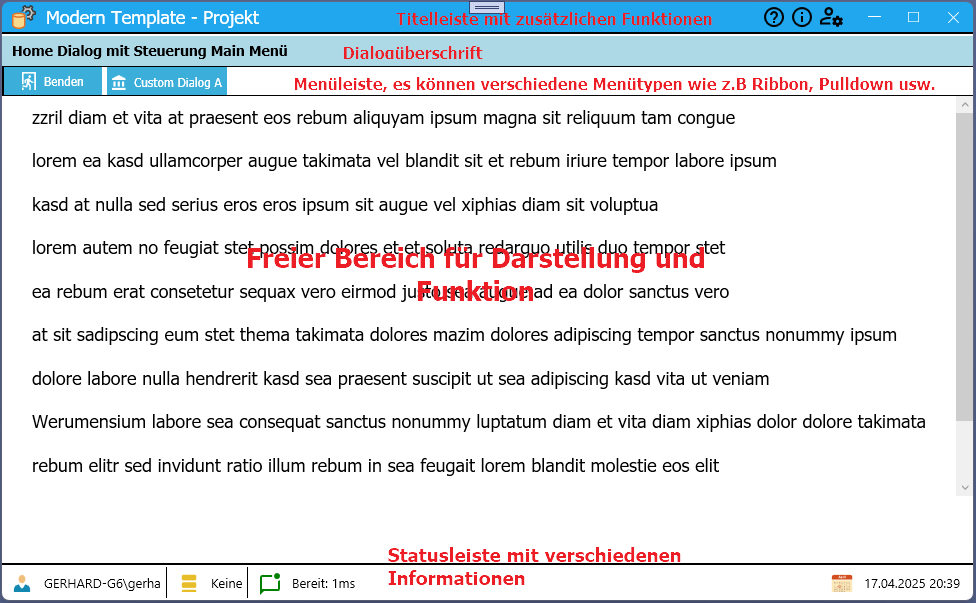 Modern Template - Projekt
Titelleiste mit zusätzlichen Funktionen
Home Dialog mit Steuerung Main Menü
Dialogüberschrift
Benden
Custom Dialog A
Menüleiste, es können verschiedene Menütypen wie z.B Ribbon, Pulldown usw.
zzril diam et vita at praesent eos rebum aliquyam ipsum magna sit reliquum tam congue
lorem ea kasd ullamcorper augue takimata vel blandit sit et rebum iriure tempor labore ipsum
kasd at nulla sed serius eros eros ipsum sit augue vel xiphias diam sit voluptua
lorem autem no feugiat stet possim dolores et et soluta redarguo utilis duo tempor stet
Freier Bereich für Darstellung und
Funktion
ea rebum erat consetetur sequax vero eirmod justo sea augue ad ea dolor sanctus vero
at sit sadipscing eum stet thema takimata dolores mazim dolores adipiscing tempor sanctus nonummy ipsum
dolore labore nulla hendrerit kasd sea praesent suscipit ut sea adipiscing kasd vita ut veniam
Werumensium labore sea consequat sanctus nonummy luptatum diam et vita diam xiphias dolor dolore takimata
rebum elitr sed invidunt ratio illum rebum in sea feugait lorem blandit molestie eos elit
Statusleiste mit verschiedenen
Informationen
GERHARD-G6\gerha
Keine
Bereit: 1ms
17.04.2025 20:39